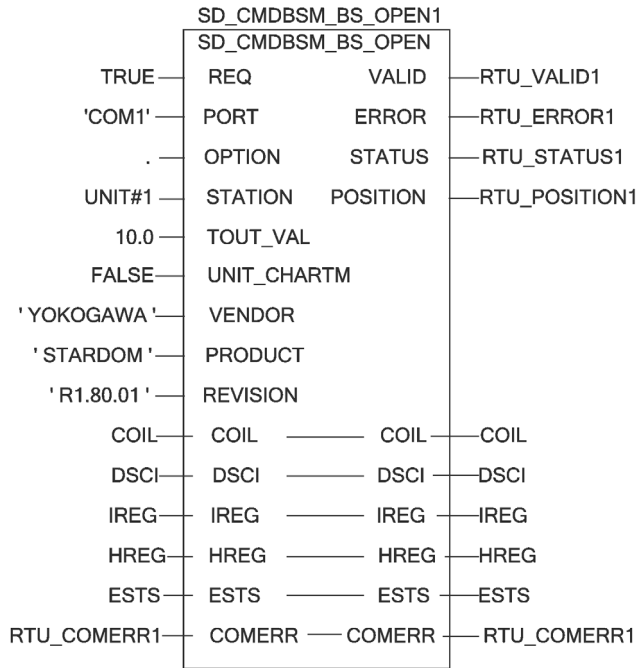 SD_CMDBSM_BS_OPEN1
SD_CMDBSM_BS_OPEN
TRUE REQ VALID RTU_VALID1
'COM1' PORT ERROR RTU_ERROR1
. OPTION STATUS RTU_STATUS1
UNIT#1 STATION POSITION RTU_POSITION1
10.0 TOUT_VAL
FALSE UNIT_CHARTM
' YOKOGAWA ' VENDOR
' STARDOM ' PRODUCT
' R1.80.01 ' REVISION
COIL COIL COIL COIL
DSCI DSCI DSCI DSCI
IREG IREG IREG IREG
HREG HREG HREG HREG
ESTS ESTS ESTS ESTS
RTU_COMERR1 COMERR COMERR RTU_COMERR1